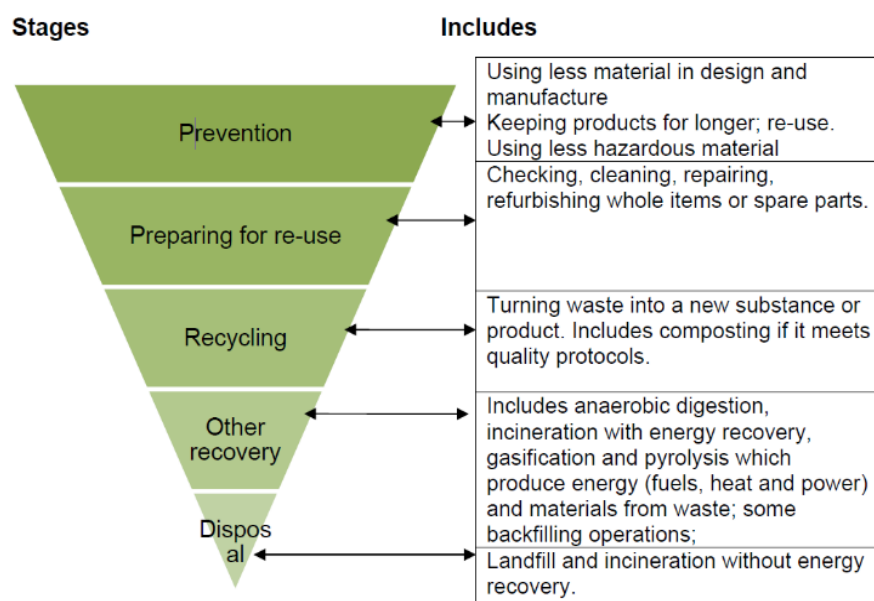 Stages
Includes
Prevention
Using less material in design and
manufacture
Keeping products for longer; re-use.
Using less hazardous material
Preparing for re-use
Checking, cleaning, repairing,
refurbishing whole items or spare parts.
Recycling
Turning waste into a new substance or
product. Includes composting if it meets
quality protocols.
Other
recovery
Includes anaerobic digestion,
incineration with energy recovery,
gasification and pyrolysis which
produce energy (fuels, heat and power)
and materials from waste; some
backfilling operations;
Dispos
al
Landfill and incineration without energy
recovery.